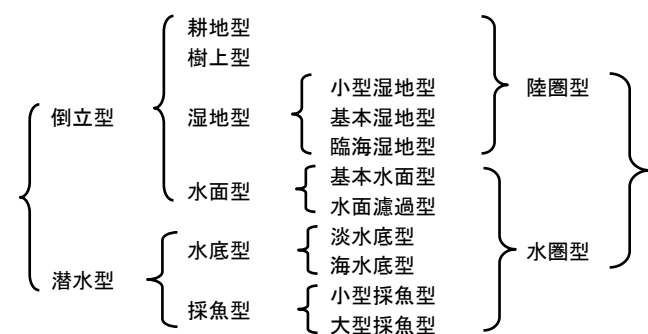 耕地型
樹上型
小型湿地型
陸圏型
倒立型
湿地型
基本湿地型
臨海湿地型
水面型
基本水面型
水面濾過型
水底型
淡水底型
水圏型
海水底型
潜水型
採魚型
小型採魚型
大型採魚型